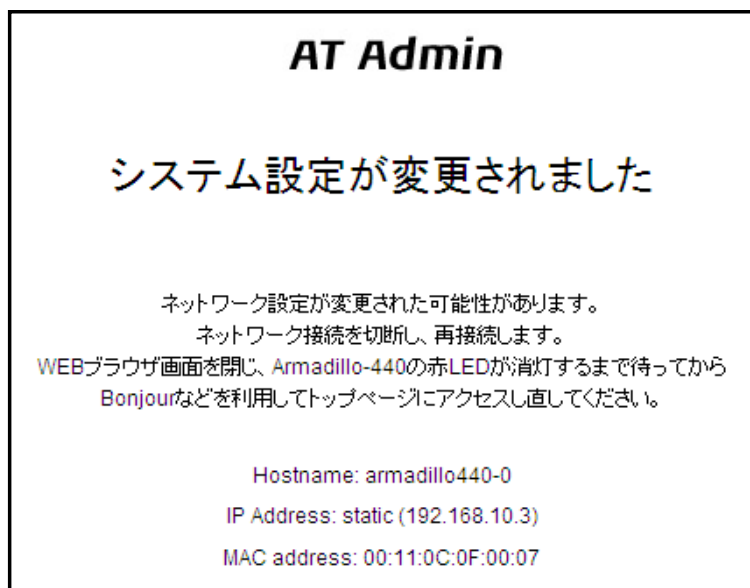 AT Admin
システム設定が変更されました
ネットワーク設定が変更された可能性があります。
ネットワーク接続を切断し、再接続します。
WEBブラウザ画面を閉じ、Armadillo-440の赤LEDが消灯するまで待ってから
Bonjourなどを利用してトップページにアクセスし直してください。
Hostname: armadillo440-0
IP Address: static (192.168.10.3)
MAC address: 00:11:0C:0F:00:07